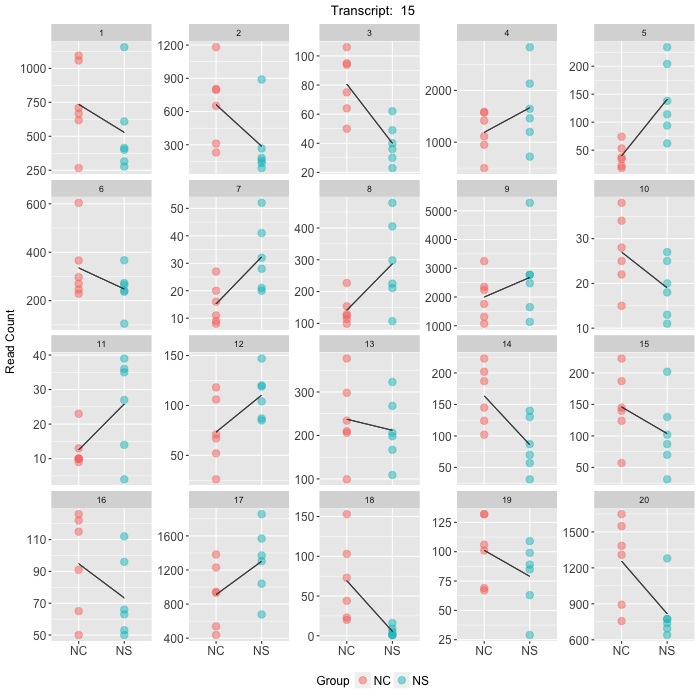 Transcript: 15
1 2 3 4 5
1000 750 500 250
1200 900 600 300
100 80 60 40 20
2000 1000
200 150 100 50
6 7 8 9 10
600 400 200
50 40 30 20 10
400 300 200 100
5000 4000 3000 2000 1000
30 20 10
Read Count
11 12 13 14 15
40 30 20 10
150 100 50
300 200 100
200 150 100 50
200 150 100 50
16 17 18 19 20
110 90 70 50
1600 1200 800 400
150 100 50 0
125 100 75 50 25
1500 1200 900 600
NC NS NC NS NC NS NC NS NC NS
Group NC NS